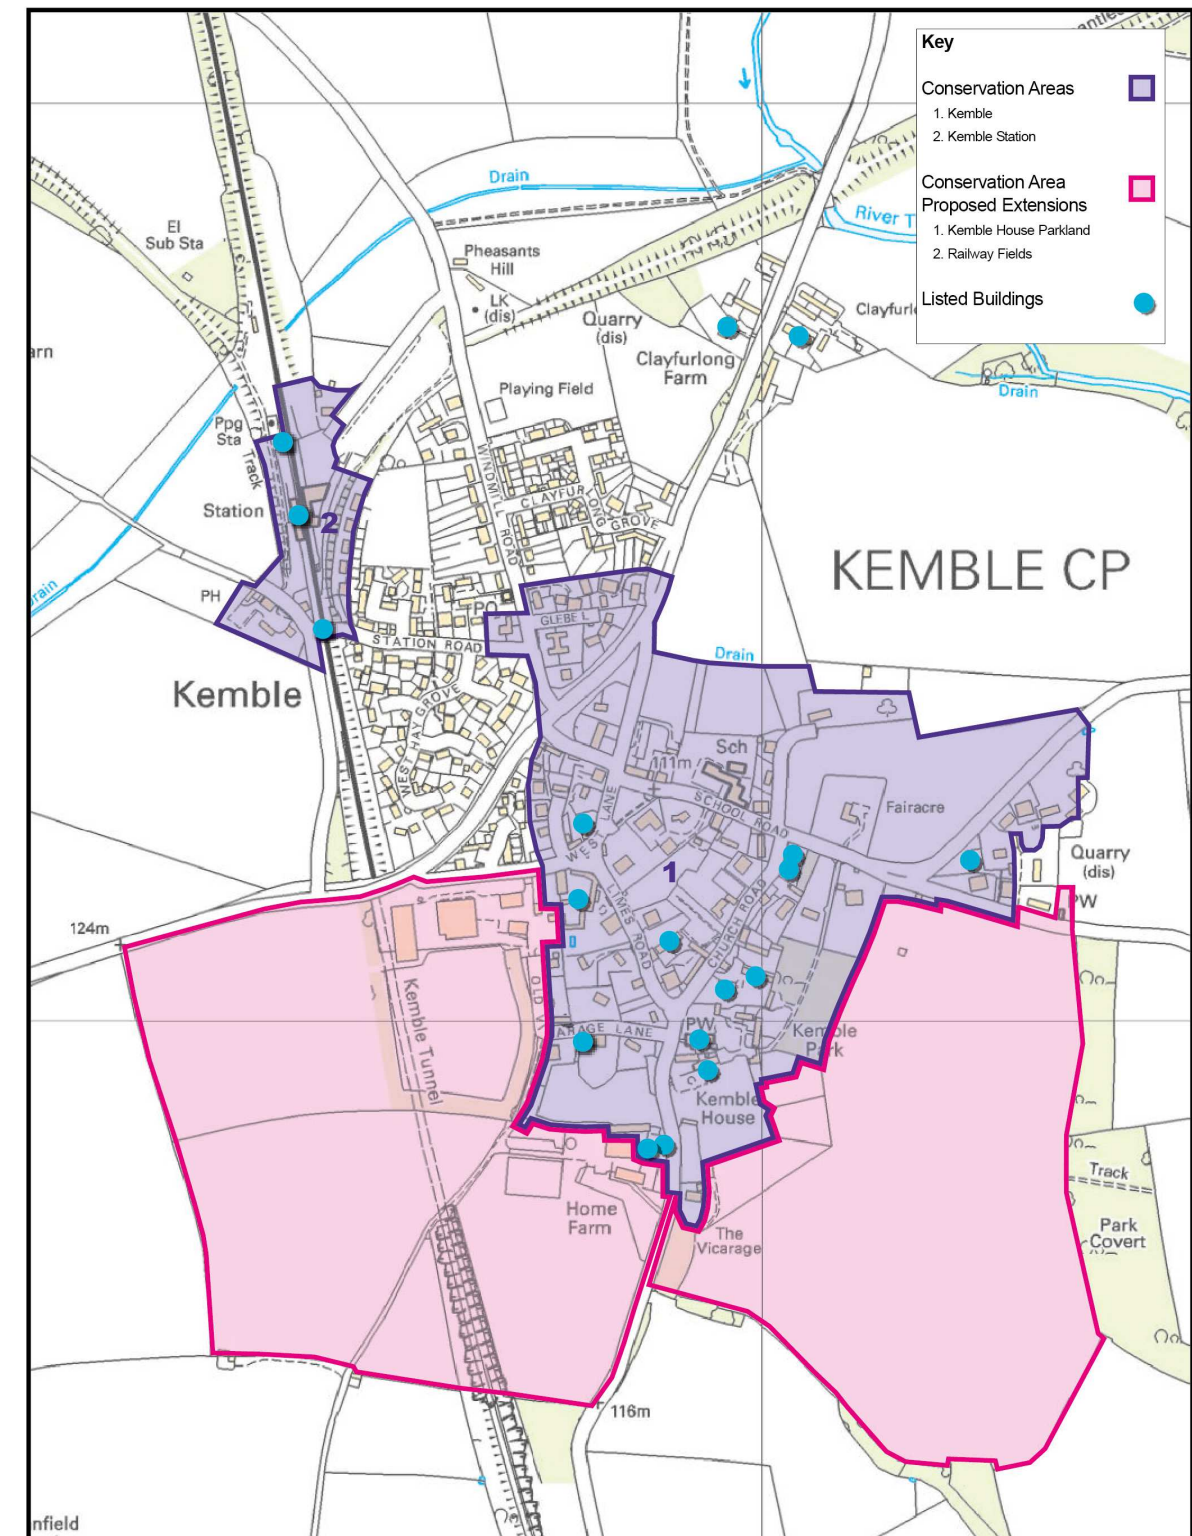 Key
Conservation Areas
1. Kemble
2. Kemble Station
Conservation Area
Proposed Extensions
1. Kemble House Parkland
2. Railway Fields
Listed Buildings
Drain
River T
El
Sub Sta
Pheasants
Hill
LK
(dis)
Quarry
(dis)
Clayfurl
Clayfurlong
Farm
arn
Playing Field
Drain
Ppg
Sta
Track
WINDMILL ROAD
CLAYFURLONG
GROVE
Station
2
KEMBLE CP
Drain
PH
PO
GLEBE L
STATION ROAD
Drain
Kemble
WEST HAY GROVE
Sch
111m
SCHOOL ROAD
Fairacre
WEST LANE
1
Quarry
(dis)
LIMES ROAD
CHURCH ROAD
PW
124m
Kemble Tunnel
OLD V
ARAGE LANE
PW
Kemble
Park
Kemble
House
Track
Home
Farm
The
Vicarage
Park
Covert
116m
nfield